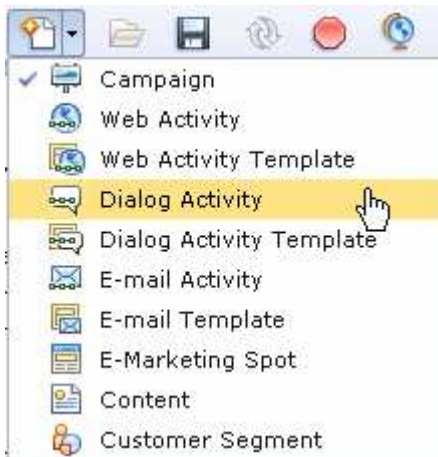 Campaign
Web Activity
Web Activity Template
Dialog Activity
Dialog Activity Template
E-mail Activity
E-mail Template
E-Marketing Spot
Content
Customer Segment